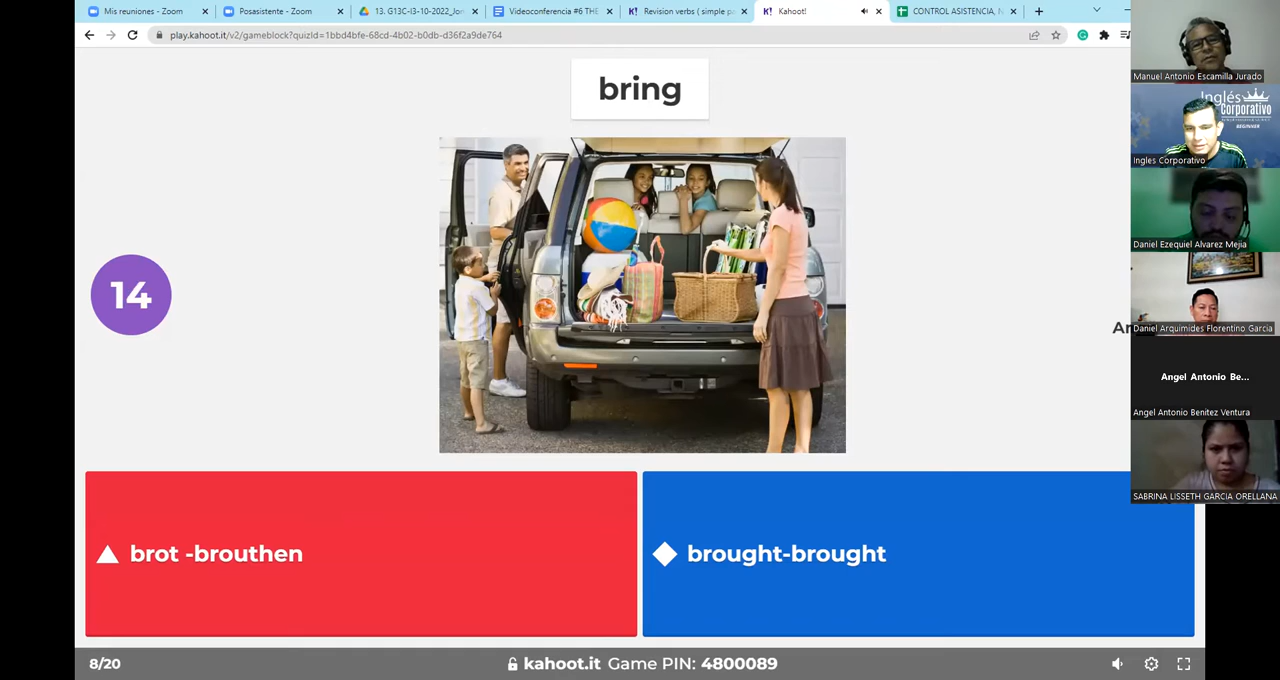 Mis reuniones - Zoom
Posasistente - Zoom
13. G13C-I3-10-2022_Jor
Videoconferencia #6 THE
Revision verbs ( simple pa
Kahoot!
CONTROL ASISTENCIA, N
play.kahoot.it/v2/gameblock?quizId=1bbd4bfe-68cd-4b02-b0db-d36f2a9de764
bring
14
brot -brouthen
brought-brought
8/20
kahoot.it Game PIN: 4800089
Manuel Antonio Escamilla Jurado
Inglés
Corporativo
BEGINNER
Ingles Corporativo
Daniel Ezequiel Alvarez Mejia
An
Daniel Arquimides Florentino Garcia
Angel Antonio Be...
Angel Antonio Benitez Ventura
SABRINA LISSETH GARCIA ORELLANA